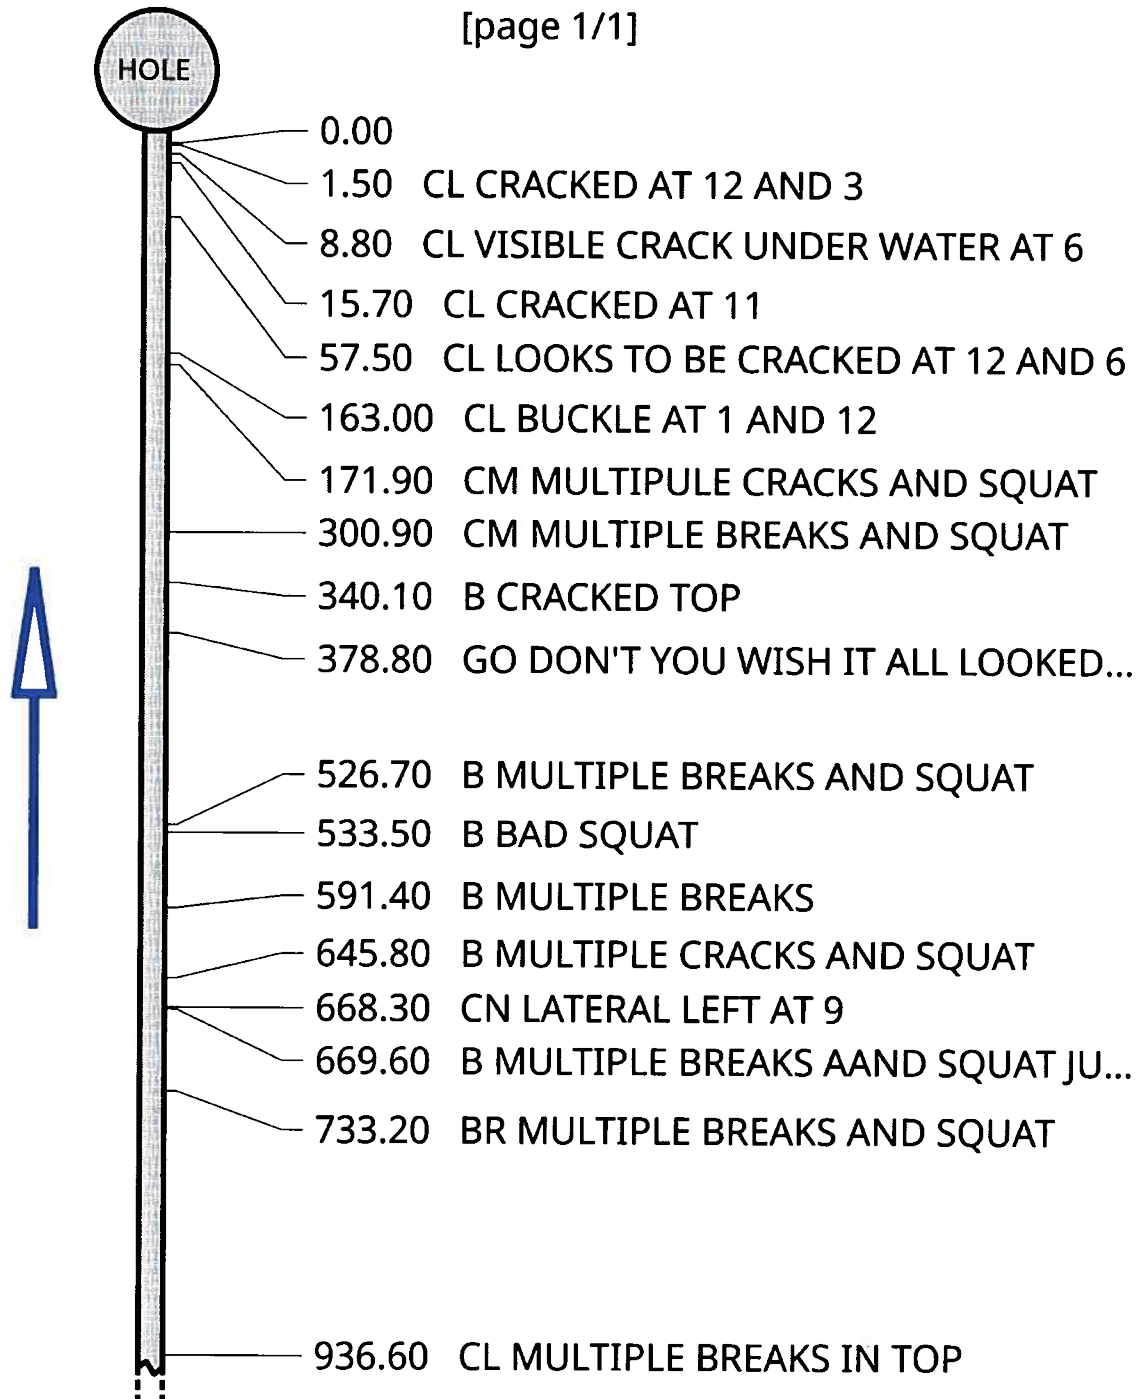 [page 1/1]
HOLE
0.00
1.50 CL CRACKED AT 12 AND 3
8.80 CL VISIBLE CRACK UNDER WATER AT 6
15.70 CL CRACKED AT 11
57.50 CL LOOKS TO BE CRACKED AT 12 AND 6
163.00 CL BUCKLE AT 1 AND 12
171.90 CM MULTIPULE CRACKS AND SQUAT
300.90 CM MULTIPLE BREAKS AND SQUAT
340.10 B CRACKED TOP
378.80 GO DON'T YOU WISH IT ALL LOOKED...
526.70 B MULTIPLE BREAKS AND SQUAT
533.50 B BAD SQUAT
591.40 B MULTIPLE BREAKS
645.80 B MULTIPLE CRACKS AND SQUAT
668.30 CN LATERAL LEFT AT 9
669.60 B MULTIPLE BREAKS AAND SQUAT JU...
733.20 BR MULTIPLE BREAKS AND SQUAT
936.60 CL MULTIPLE BREAKS IN TOP